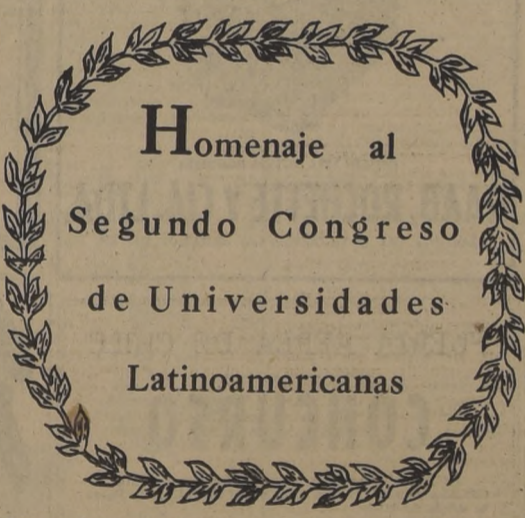 Homenaje al
Segundo Congreso
de Universidades
Latinoamericanas